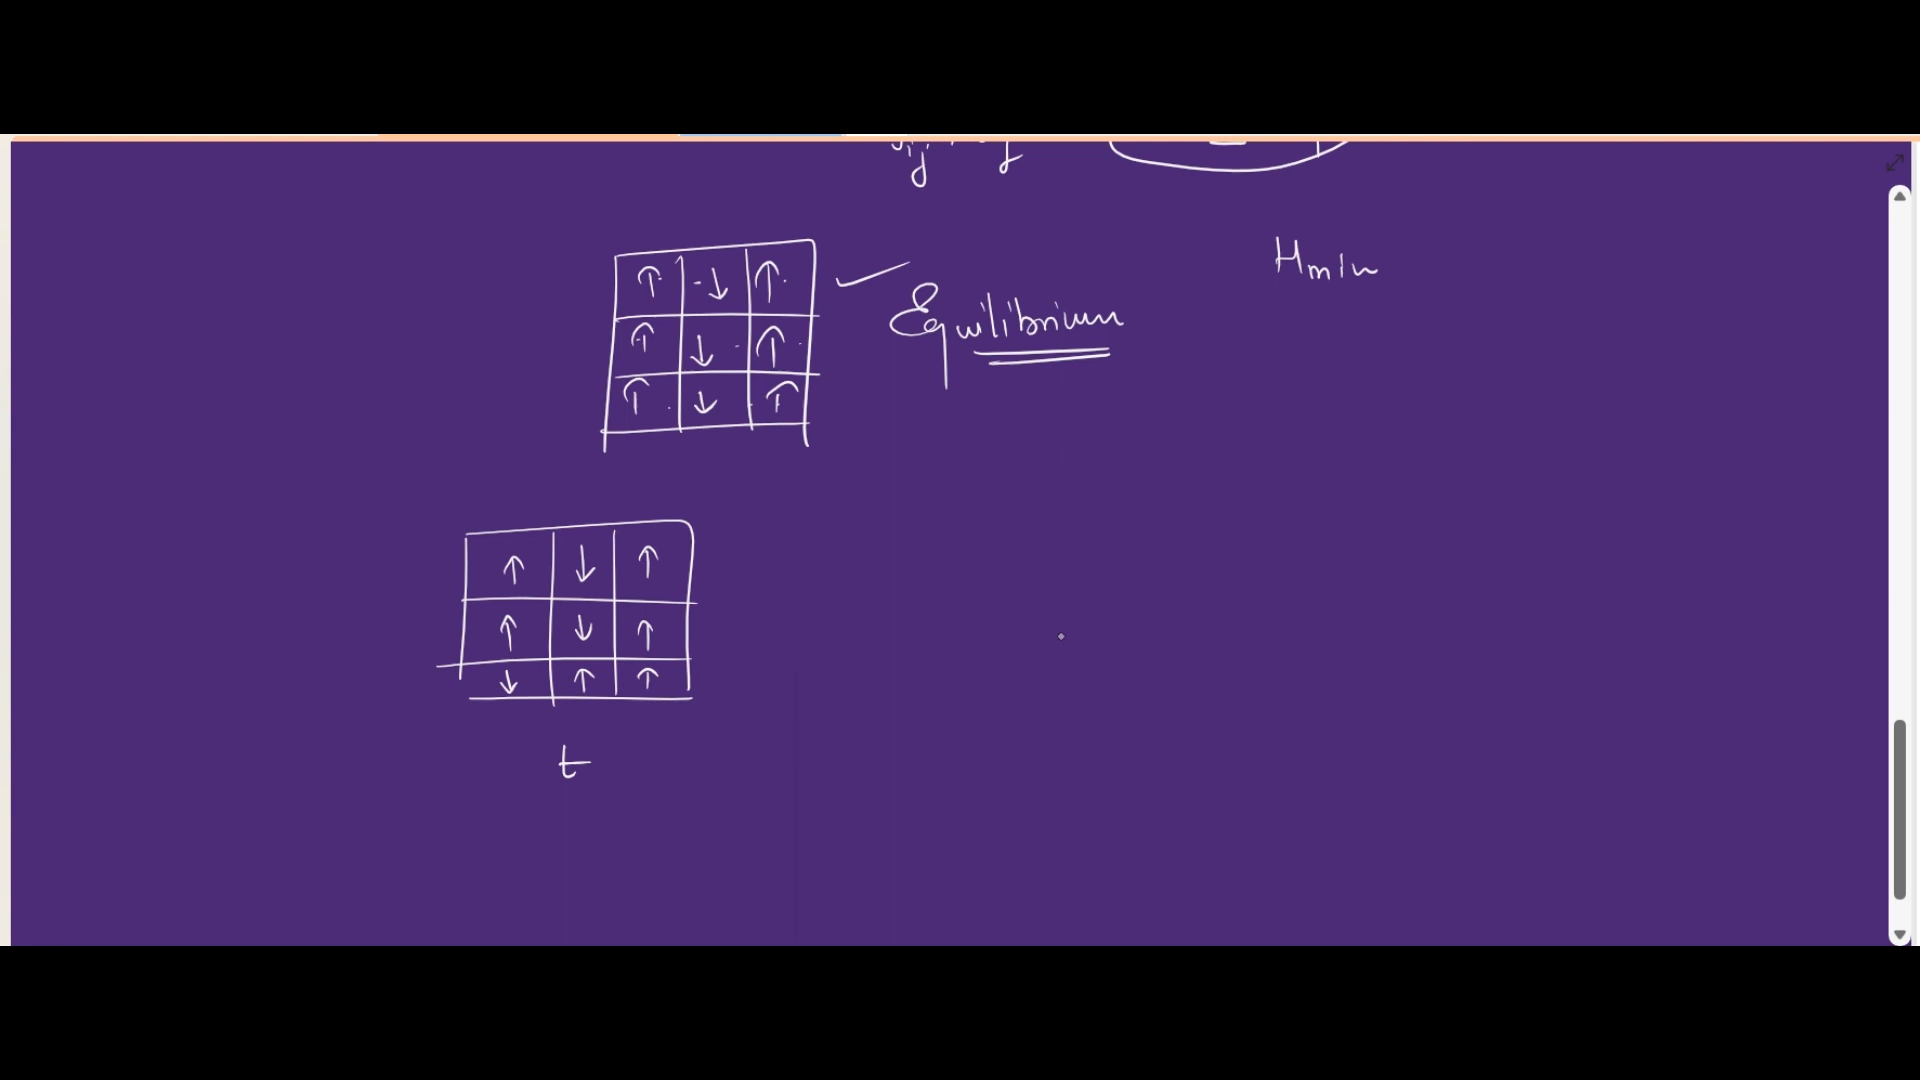 Hmin
↑ ↓ ↑
Equilibrium
↑ ↓ ↑
↑ ↓ ↑
↑ ↓ ↑
↑ ↓ ↑
↓ ↑ ↑
t